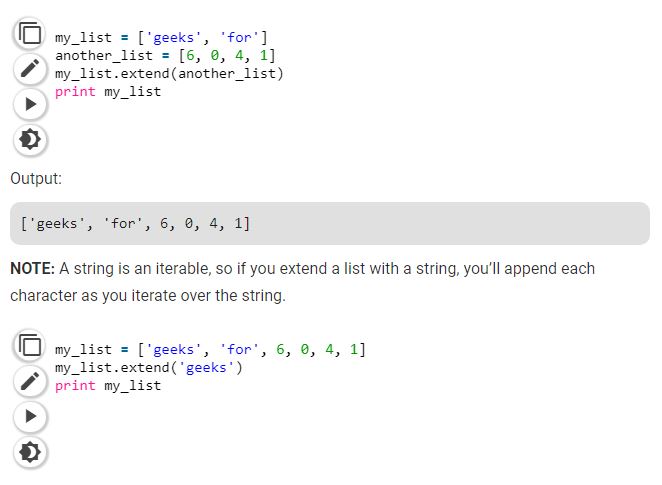 my_list = ['geeks', 'for']
another_list = [6, 0, 4, 1]
my_list.extend(another_list)
print my_list
Output:
['geeks', 'for', 6, 0, 4, 1]
NOTE: A string is an iterable, so if you extend a list with a string, you’ll append each
character as you iterate over the string.
my_list = ['geeks', 'for', 6, 0, 4, 1]
my_list.extend('geeks')
print my_list